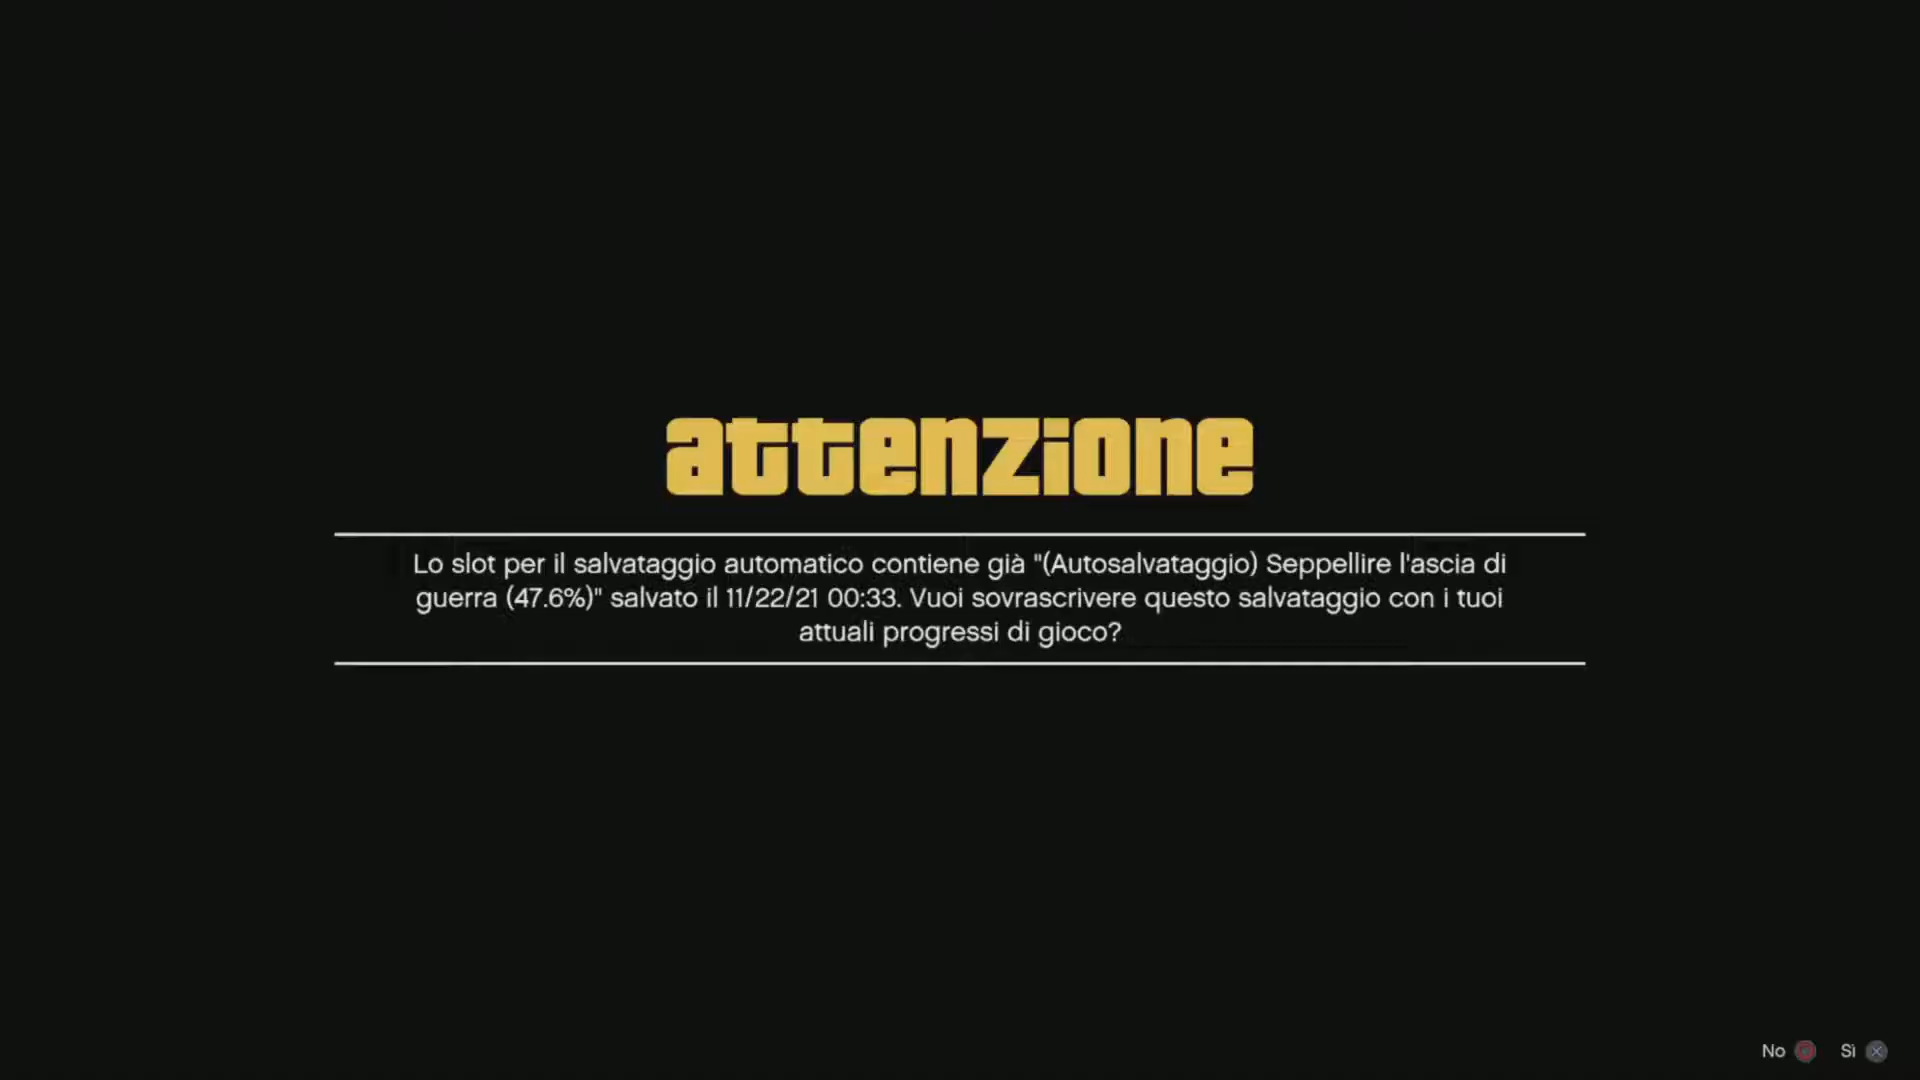 attenzione
Lo slot per il salvataggio automatico contiene già "(Autosalvataggio) Seppellire l'ascia di
guerra (47.6%)" salvato il 11/22/21 00:33. Vuoi sovrascrivere questo salvataggio con i tuoi
attuali progressi di gioco?
No Sì